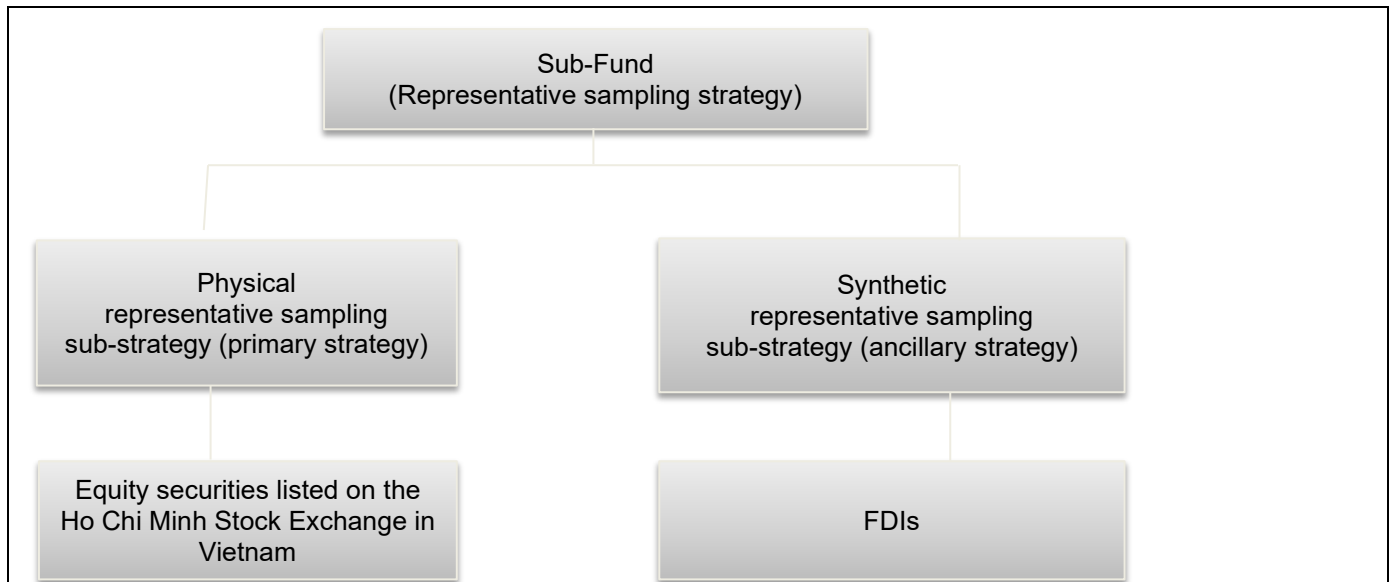 Sub-Fund
(Representative sampling strategy)
Physical
representative sampling
sub-strategy (primary strategy)
Synthetic
representative sampling
sub-strategy (ancillary strategy)
Equity securities listed on the
Ho Chi Minh Stock Exchange in
Vietnam
FDIs